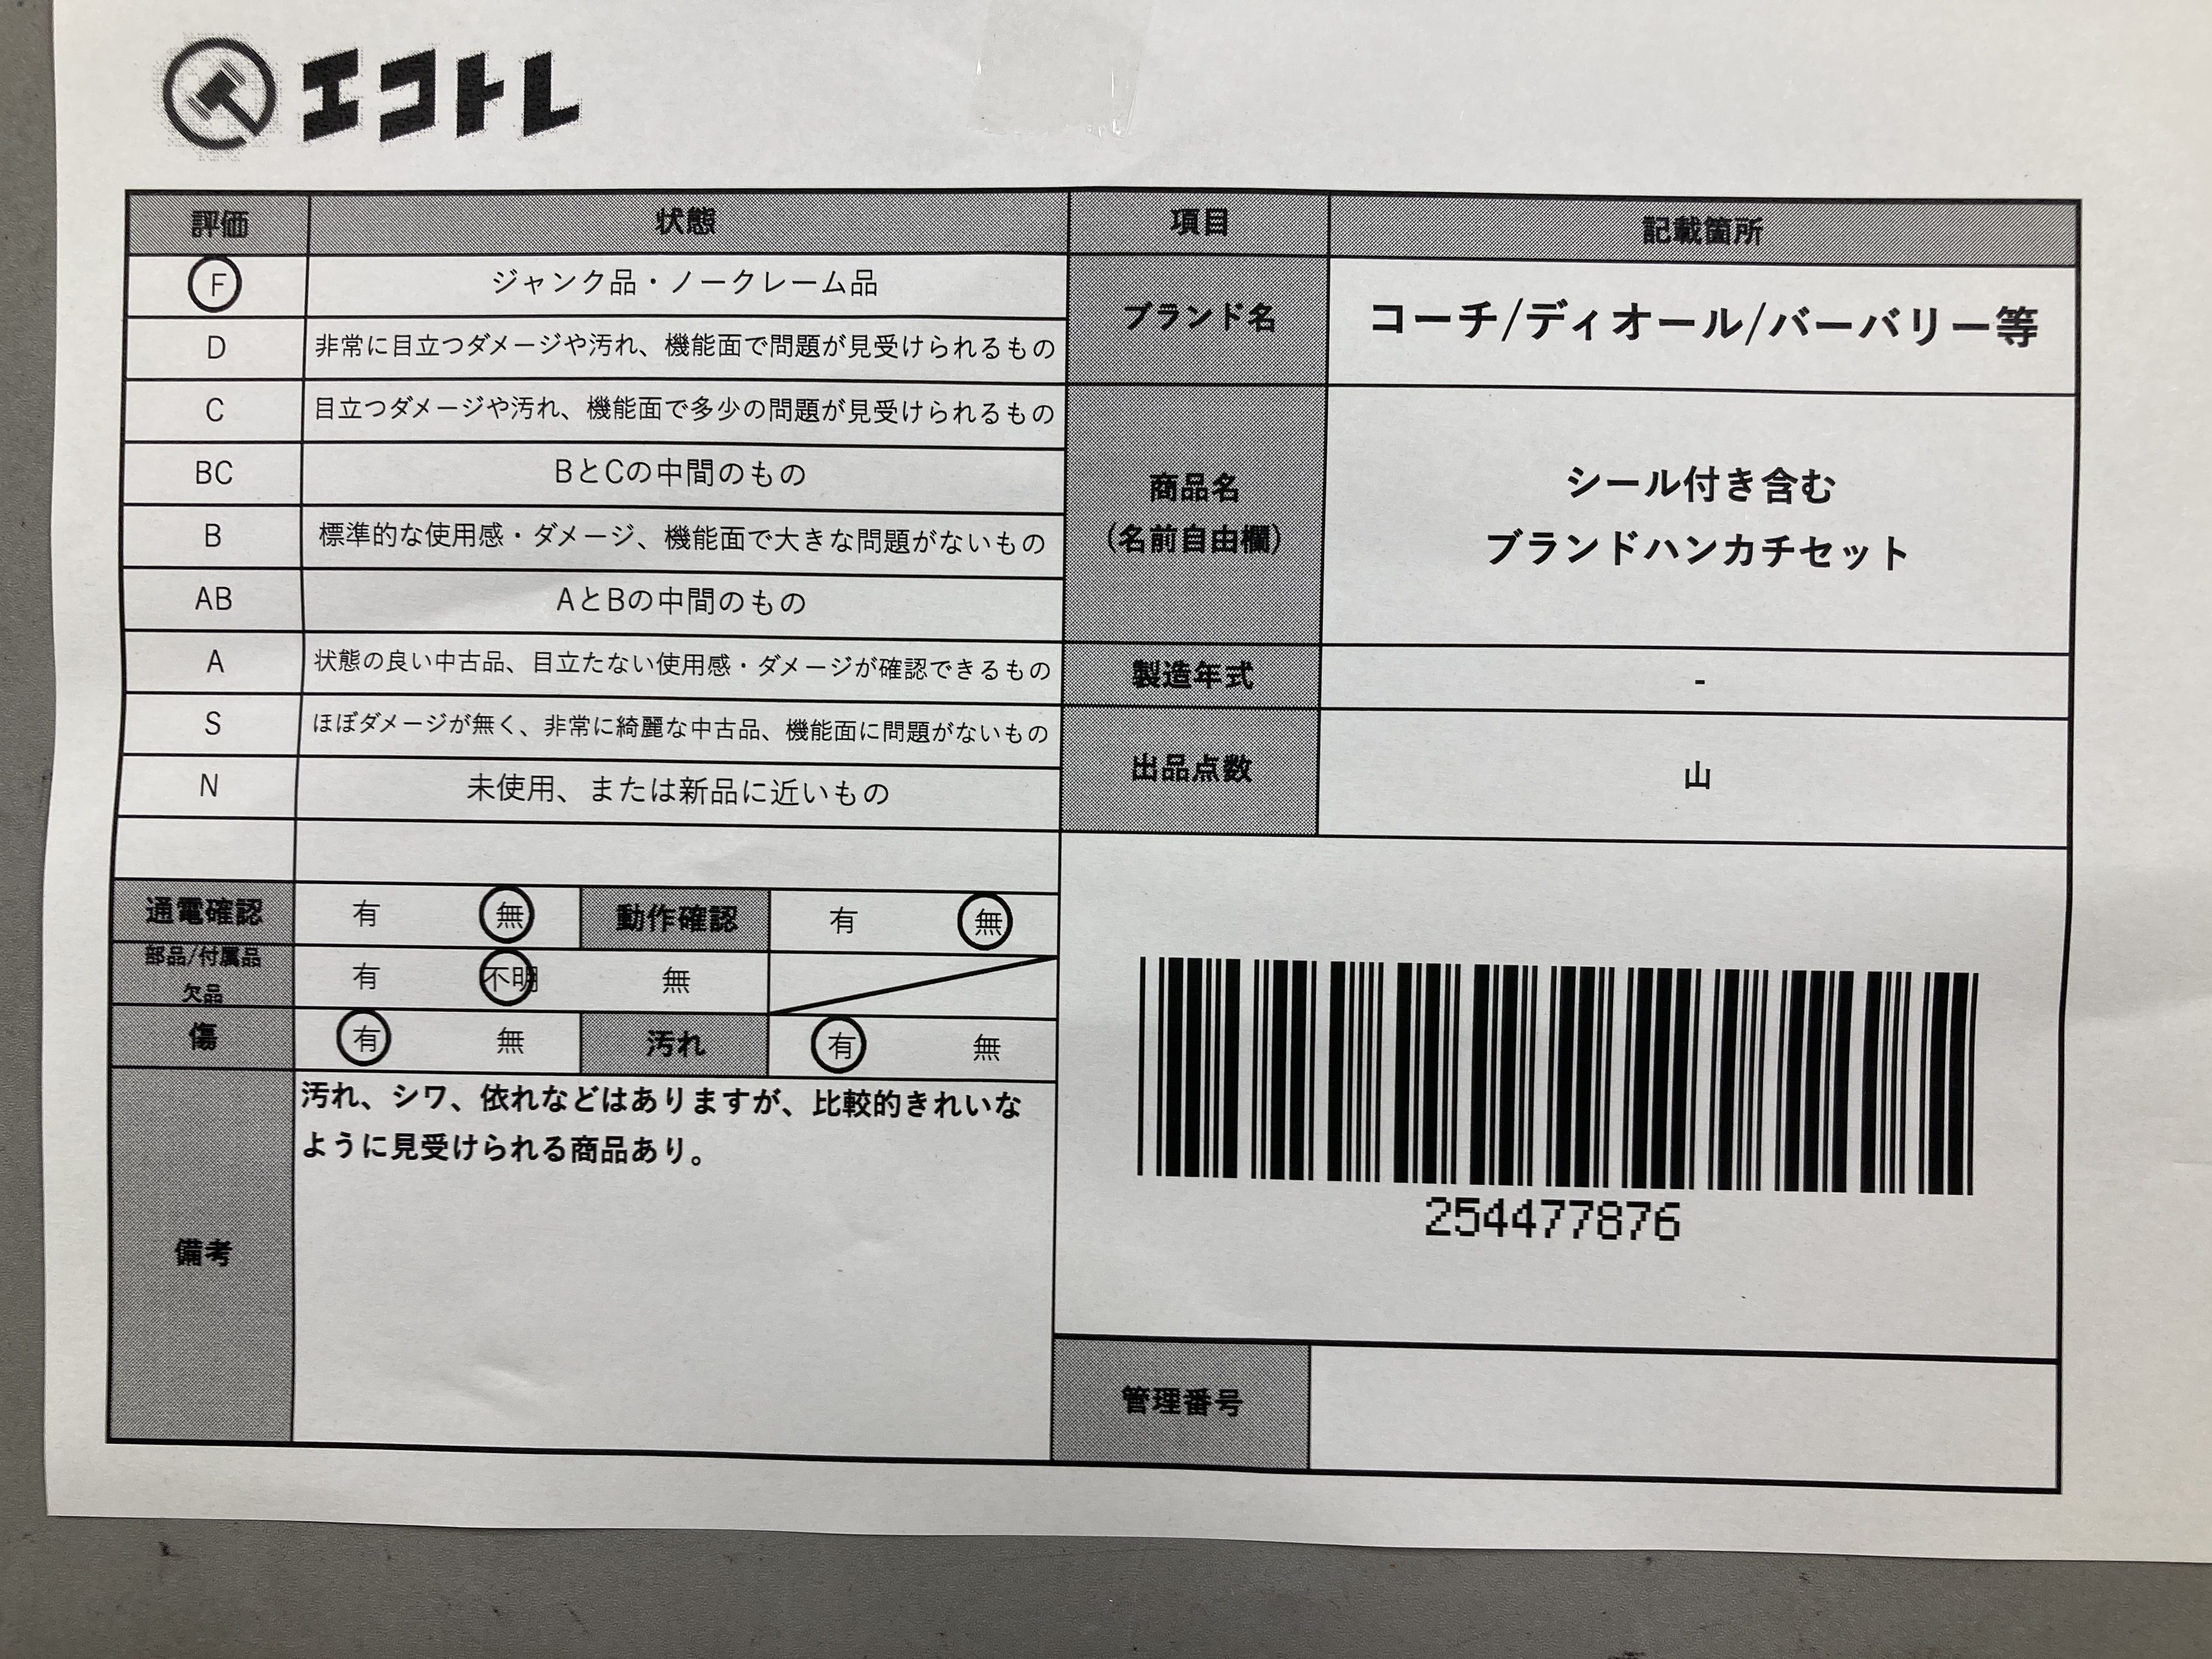 エコトレ
評価 状態 項目 記載箇所
F ジャンク品・ノークレーム品
ブランド名 コーチ/ディオール/バーバリー等
D 非常に目立つダメージや汚れ、機能面で問題が見受けられるもの
C 目立つダメージや汚れ、機能面で多少の問題が見受けられるもの
BC BとCの中間のもの
商品名
(名前自由欄)
シール付き含む
ブランドハンカチセット
B 標準的な使用感・ダメージ、機能面で大きな問題がないもの
AB AとBの中間のもの
A 状態の良い中古品、目立たない使用感・ダメージが確認できるもの
製造年式 -
S ほぼダメージが無く、非常に綺麗な中古品、機能面に問題がないもの
出品点数 山
N 未使用、または新品に近いもの
通電確認 有 無 動作確認 有 無
部品/付属品
欠品
有 不明 無
傷 有 無 汚れ 有 無
備考
汚れ、シワ、依れなどはありますが、比較的きれいな
ように見受けられる商品あり。
254477876
管理番号